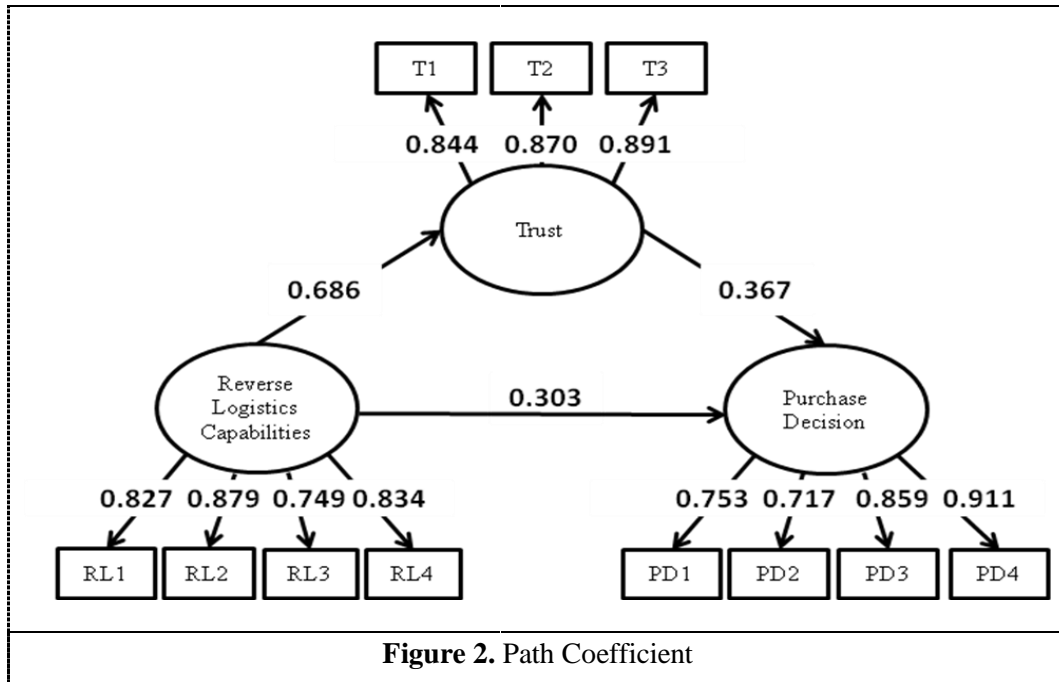 T1 T2 T3
0.844 0.870 0.891
Trust
0.686 0.367
Reverse
Logistics
Capabilities
0.303
Purchase
Decision
0.827 0.879 0.749 0.834
0.753 0.717 0.859 0.911
RL1 RL2 RL3 RL4
PD1 PD2 PD3 PD4
Figure 2. Path Coefficient